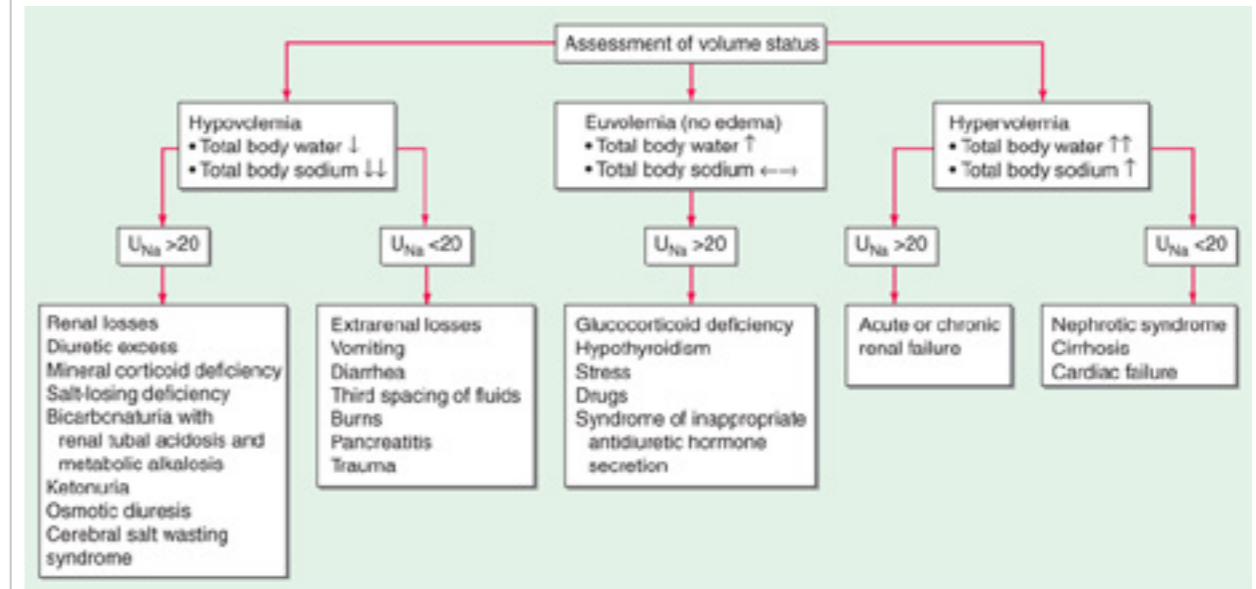 Assessment of volume status
Hypovolemia
• Total body water ↓
• Total body sodium ↓↓
Euvolemia (no edema)
• Total body water ↑
• Total body sodium ←→
Hypervolemia
• Total body water ↑↑
• Total body sodium ↑
UNa >20
UNa <20
UNa >20
UNa >20
UNa <20
Renal losses
Diuretic excess
Mineral corticoid deficiency
Salt-losing deficiency
Bicarbonaturia with
renal tubal acidosis and
metabolic alkalosis
Ketonuria
Osmotic diuresis
Cerebral salt wasting
syndrome
Extrarenal losses
Vomiting
Diarrhea
Third spacing of fluids
Burns
Pancreatitis
Trauma
Glucocorticoid deficiency
Hypothyroidism
Stress
Drugs
Syndrome of inappropriate
antidiuretic hormone
secretion
Acute or chronic
renal failure
Nephrotic syndrome
Cirrhosis
Cardiac failure